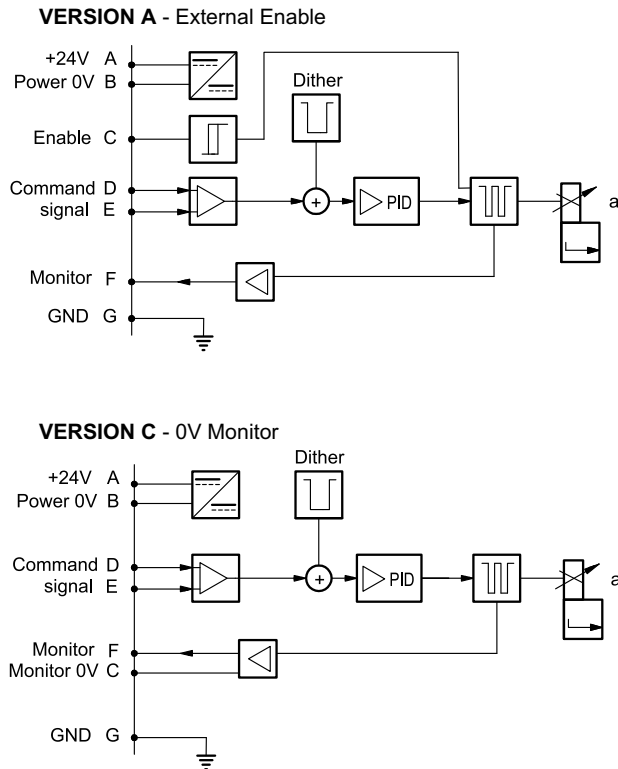 VERSION A - External Enable
+24V A
Power 0V B
Dither
Enable C
Command D
signal E
PID
a
Monitor F
GND G
VERSION C - 0V Monitor
+24V A
Power 0V B
Dither
Command D
signal E
PID
a
Monitor F
Monitor 0V C
GND G